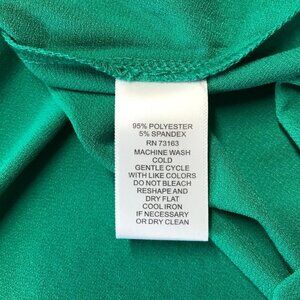 95% POLYESTER
5% SPANDEX
RN 73163
MACHINE WASH
COLD
GENTLE CYCLE
WITH LIKE COLORS
DO NOT BLEACH
RESHAPE AND
DRY FLAT
COOL IRON
IF NECESSARY
OR DRY CLEAN